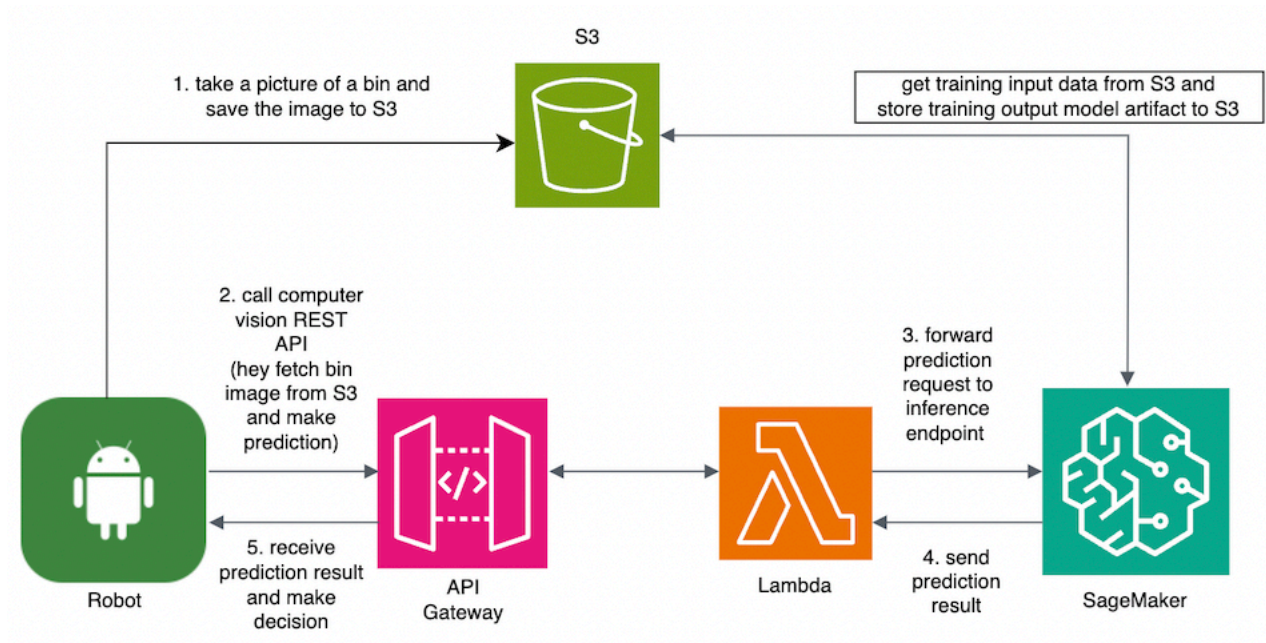 S3
1. take a picture of a bin and
save the image to S3
get training input data from S3 and
store training output model artifact to S3
2. call computer
vision REST
API
(hey fetch bin
image from S3
and make
prediction)
3. forward
prediction
request to
inference
endpoint
</>
5. receive
prediction result
and make
decision
4. send
prediction
result
Robot
API
Gateway
Lambda
SageMaker